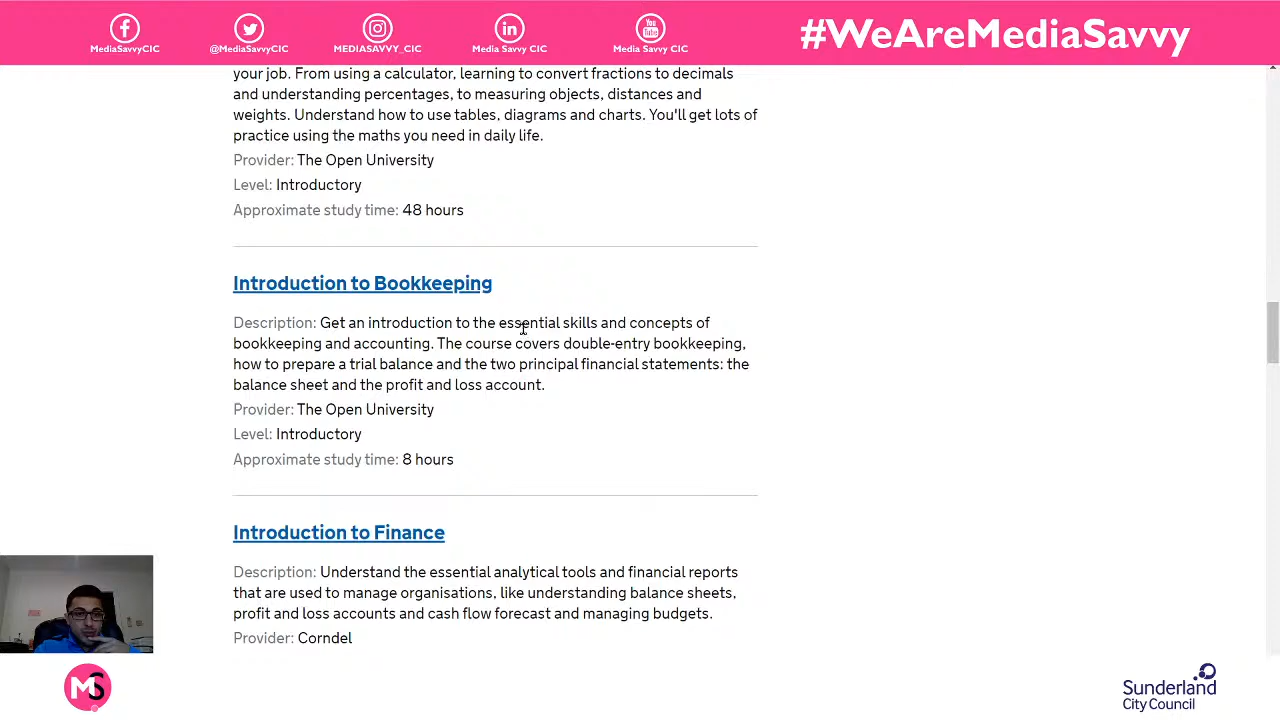 #WeAreMediaSavvy
MediaSavvyCIC
@MediaSavvyCIC
MEDIASAVVY_CIC
Media Savvy CIC
You
Tube
Media Savvy CIC
your job. From using a calculator, learning to convert fractions to decimals
and understanding percentages, to measuring objects, distances and
weights. Understand how to use tables, diagrams and charts. You'll get lots of
practice using the maths you need in daily life.
Provider: The Open University
Level: Introductory
Approximate study time: 48 hours
Introduction to Bookkeeping
Description: Get an introduction to the essential skills and concepts of
bookkeeping and accounting. The course covers double-entry bookkeeping,
how to prepare a trial balance and the two principal financial statements: the
balance sheet and the profit and loss account.
Provider: The Open University
Level: Introductory
Approximate study time: 8 hours
Introduction to Finance
Description: Understand the essential analytical tools and financial reports
that are used to manage organisations, like understanding balance sheets,
profit and loss accounts and cash flow forecast and managing budgets.
Provider: Corndel
MS
Sunderland
City Council